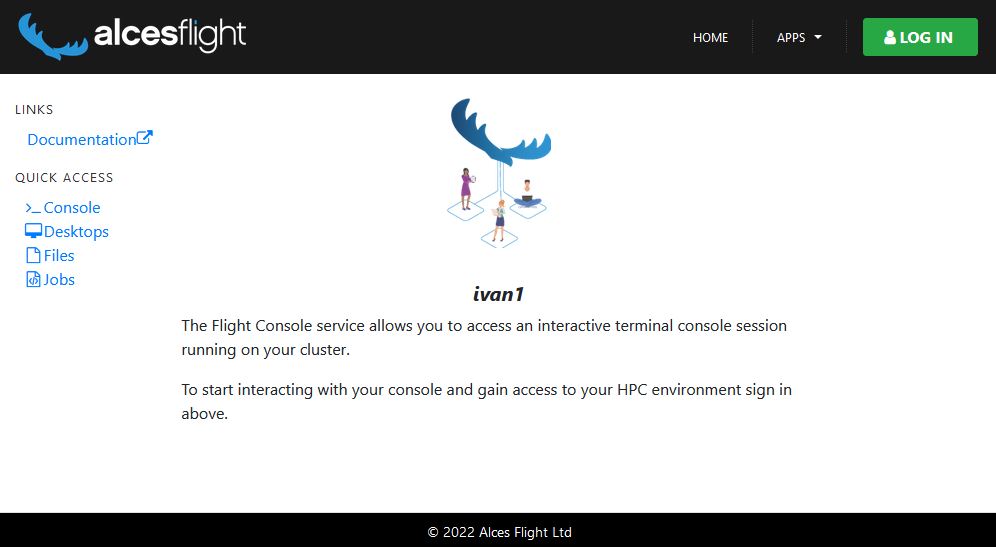 alcesflight
HOME
APPS
LOG IN
LINKS
Documentation
QUICK ACCESS
Console
Desktops
Files
Jobs
ivan1
The Flight Console service allows you to access an interactive terminal console session
running on your cluster.
To start interacting with your console and gain access to your HPC environment sign in
above.
© 2022 Alces Flight Ltd